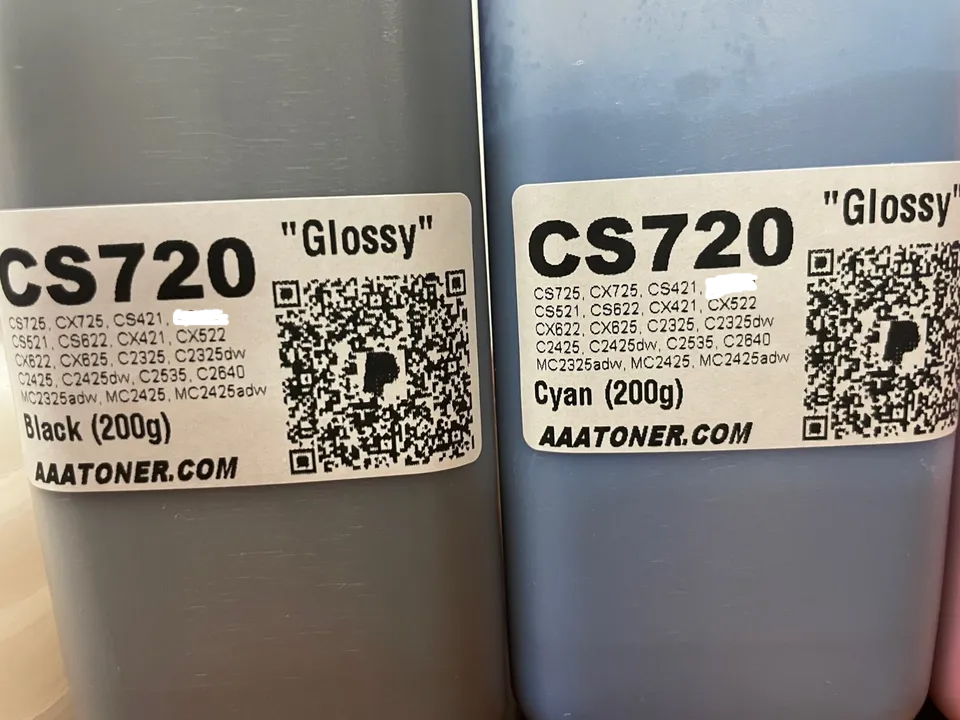 "Glossy"
CS720
CS725, CX725, CS421,
CS521, CS622, CX421, CX522
CX622, CX625, C2325, C2325dw
C2425, C2425dw, C2535, C2640
MC2325adw, MC2425, MC2425adw
Black (200g)
AAATONER.COM
"Glossy"
CS720
CS725, CX725, CS421,
CS521, CS622, CX421, CX522
CX622, CX625, C2325, C2325dw
C2425, C2425dw, C2535, C2640
MC2325adw, MC2425, MC2425adw
Cyan (200g)
AAATONER.COM